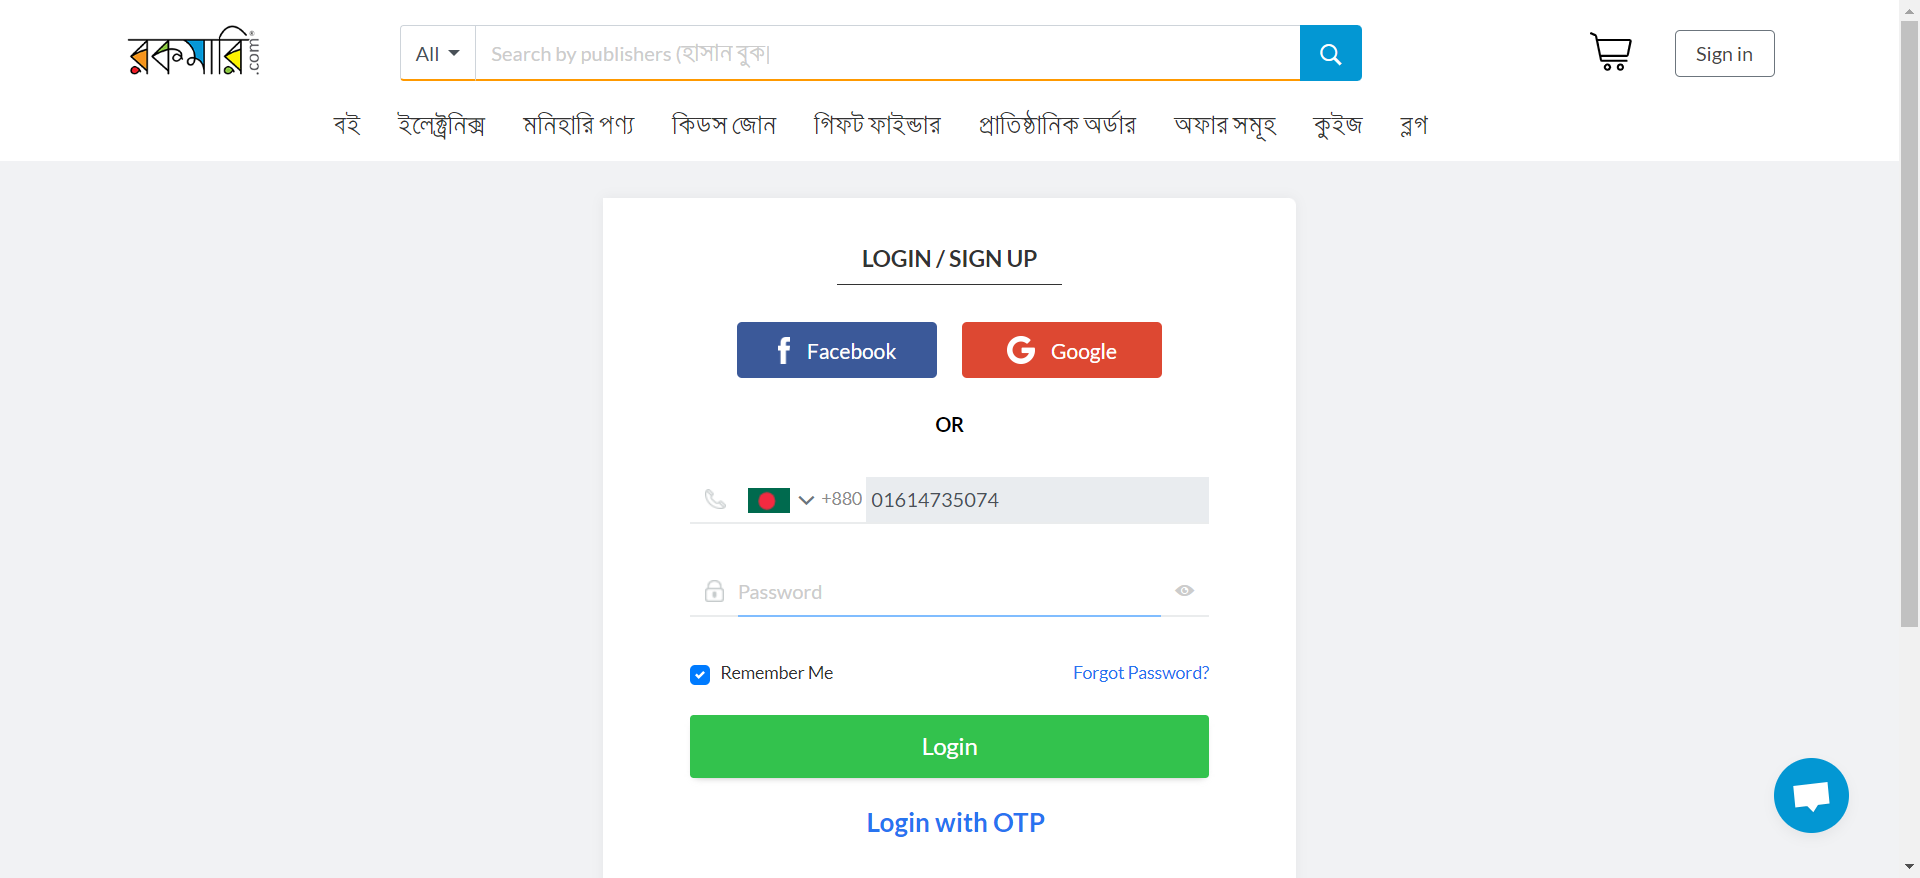 রকমারি.com
All
Search by publishers (হাসান বুক|
Sign in
বই ইলেক্ট্রনিক্স মনিহারি পণ্য কিডস জোন গিফট ফাইন্ডার প্রাতিষ্ঠানিক অর্ডার অফার সমূহ কুইজ ব্লগ
LOGIN / SIGN UP
Facebook Google
OR
+880 01614735074
Password
Remember Me Forgot Password?
Login
Login with OTP